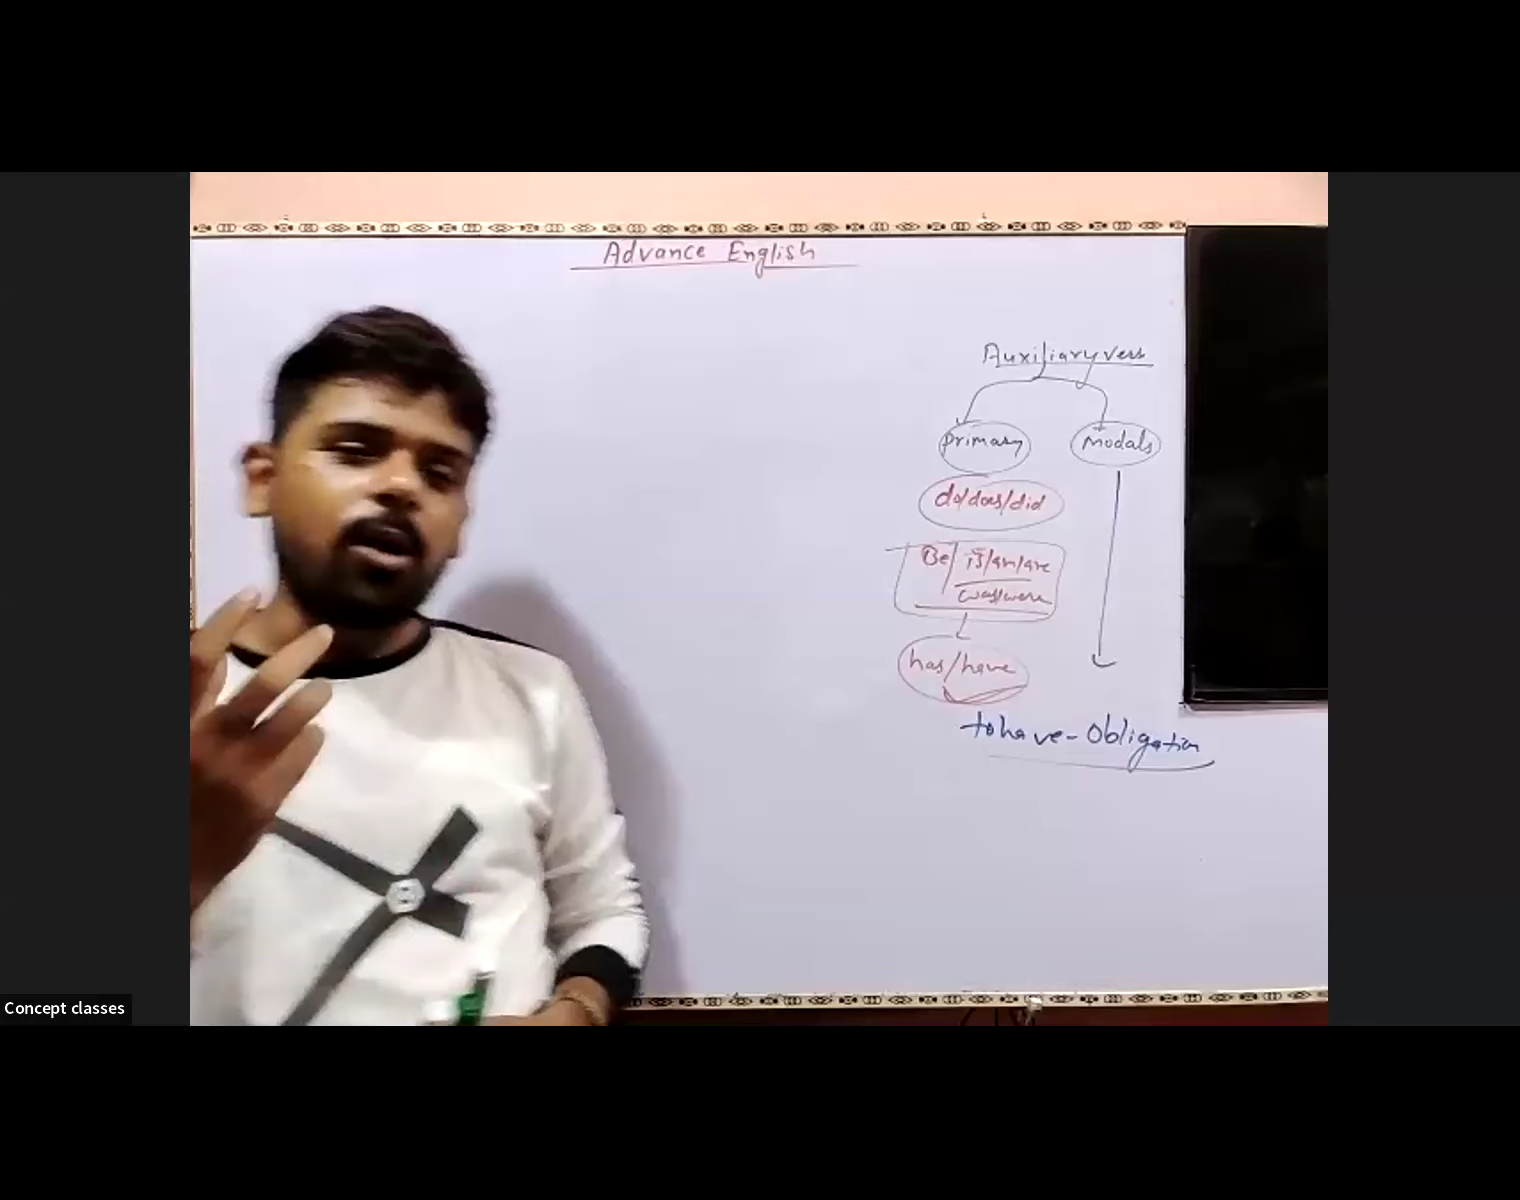 Advance English
Auxiliary verb
primary
modals
do/does/did
Be/ is/am/are
was/were
has/have
to have - Obligation
Concept classes